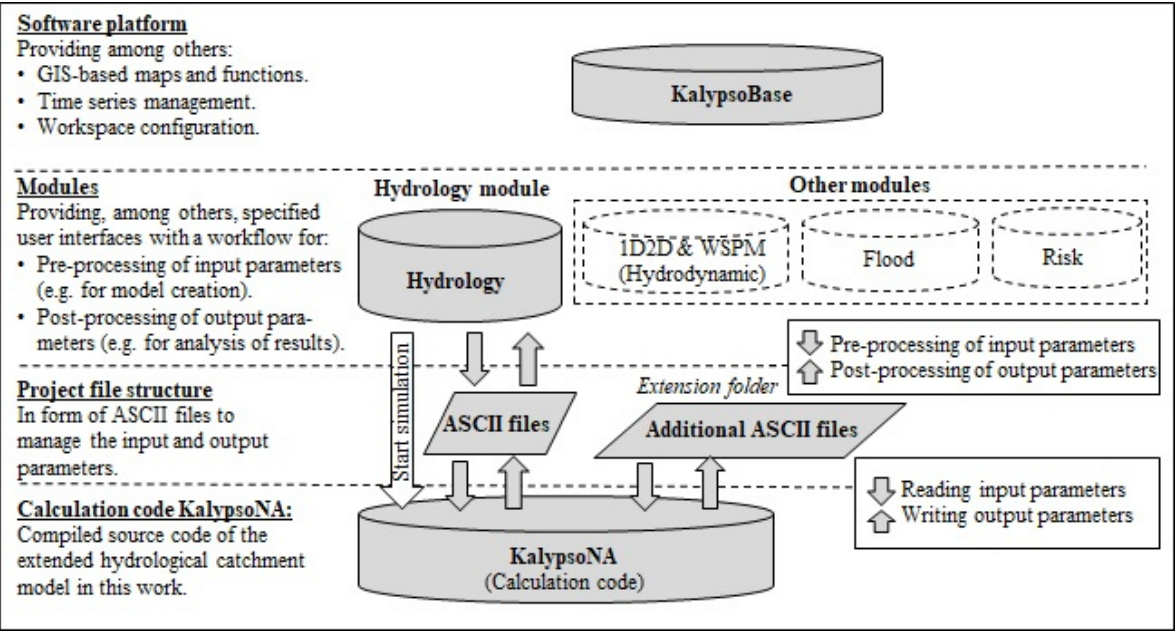 Software platform
Providing among others:
• GIS-based maps and functions.
• Time series management.
• Workspace configuration.
KalypsoBase
Modules
Providing, among others, specified
user interfaces with a workflow for:
• Pre-processing of input parameters
(e.g. for model creation).
• Post-processing of output para-
meters (e.g. for analysis of results).
Hydrology module
Hydrology
Other modules
1D2D & WSPM
(Hydrodynamic)
Flood
Risk
Pre-processing of input parameters
Post-processing of output parameters
Project file structure
In form of ASCII files to
manage the input and output
parameters.
Start simulation
ASCII files
Extension folder
Additional ASCII files
Reading input parameters
Writing output parameters
Calculation code KalypsoNA:
Compiled source code of the
extended hydrological catchment
model in this work.
KalypsoNA
(Calculation code)